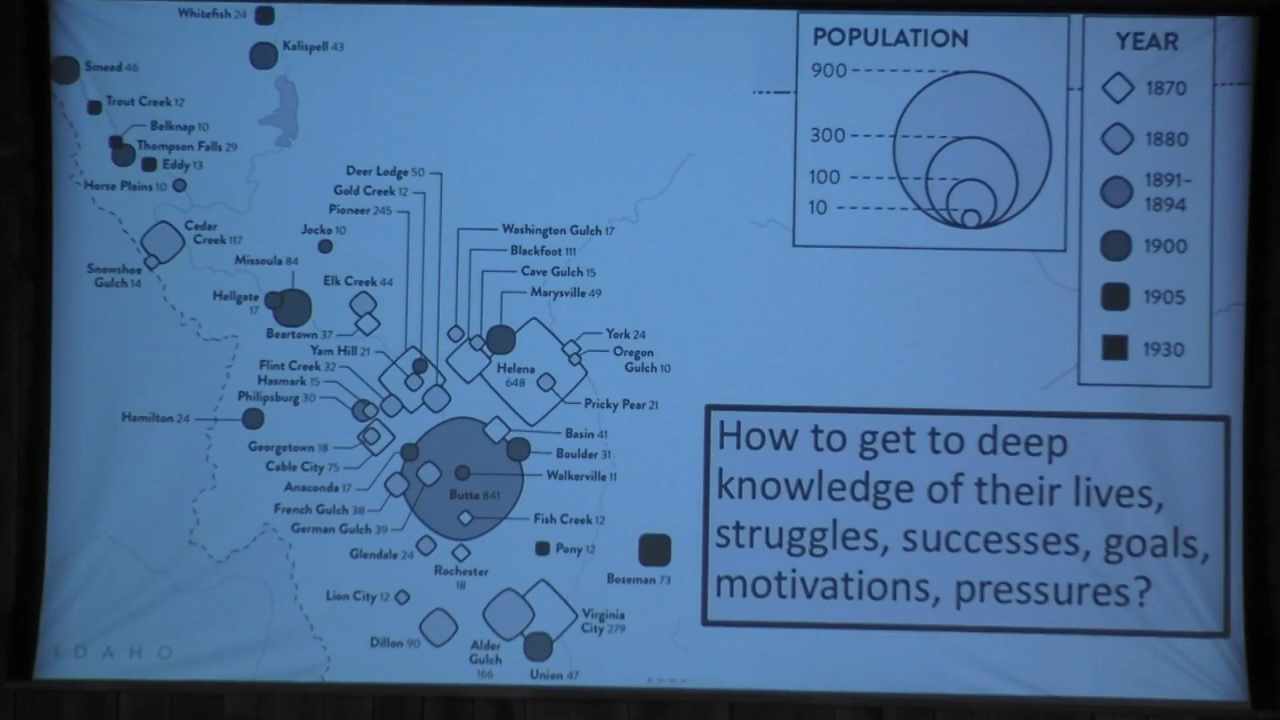 Whitefish 24
Kalispell 43
Smead 46
Trout Creek 12
Belknap 10
Thompson Falls 29
Eddy 13
Horse Plains 10
Cedar
Creek 117
Snowshoe
Gulch 14
Jocko 10
Missoula 84
Hellgate
17
Elk Creek 44
Beartown 37
Deer Lodge 50
Gold Creek 12
Pioneer 245
Washington Gulch 17
Blackfoot 111
Cave Gulch 15
Marysville 49
York 24
Oregon
Gulch 10
Helena
648
Pricky Pear 21
Yam Hill 21
Flint Creek 32
Hasmark 15
Philipsburg 30
Hamilton 24
Georgetown 18
Cable City 75
Anaconda 17
French Gulch 38
German Gulch 39
Basin 41
Boulder 31
Walkerville 11
Butte 841
Fish Creek 12
Glendale 24
Rochester
18
Pony 12
Bozeman 73
Lion City 12
Dillon 90
Alder
Gulch
166
Virginia
City 279
Union 47
IDAHO
POPULATION
900
300
100
10
YEAR
1870
1880
1891–
1894
1900
1905
1930
How to get to deep
knowledge of their lives,
struggles, successes, goals,
motivations, pressures?